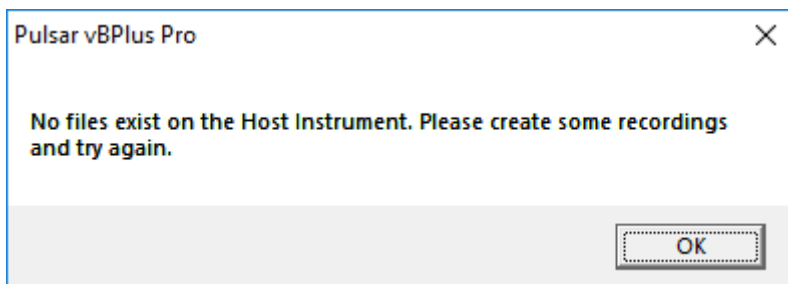 Pulsar vBPlus Pro
No files exist on the Host Instrument. Please create some recordings
and try again.
OK